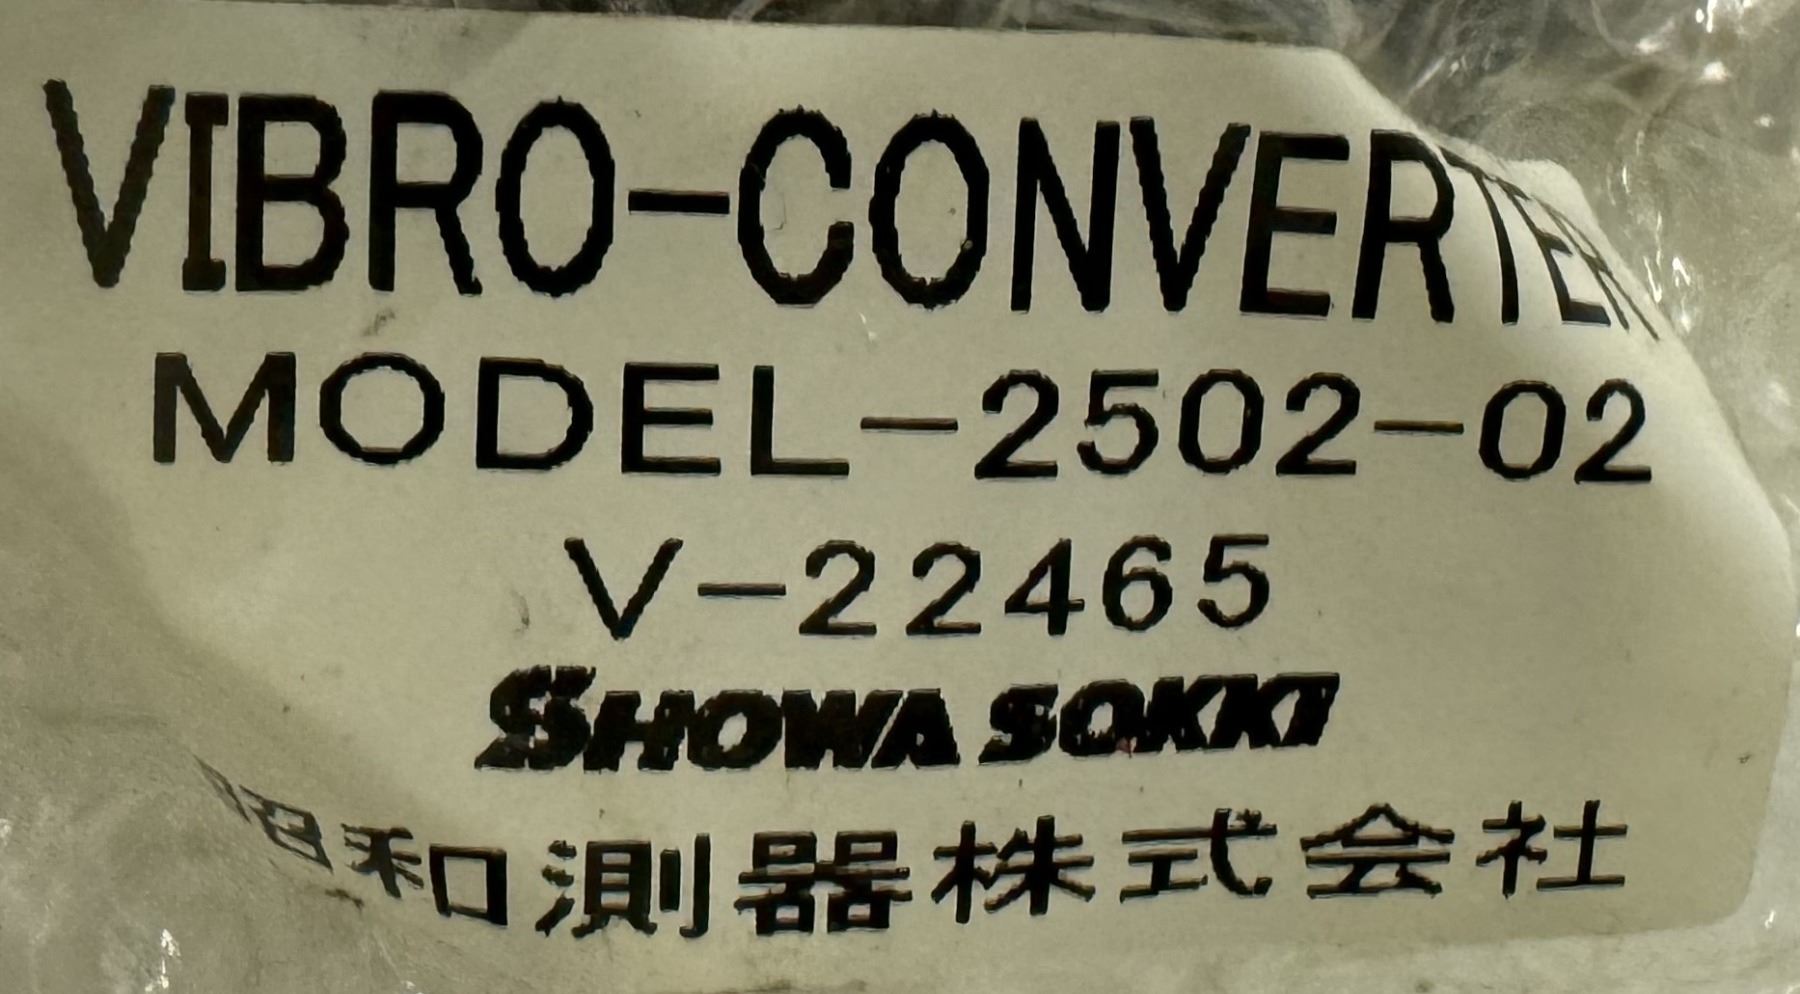 VIBRO-CONVERTER
MODEL-2502-02
V-22465
SHOWA SOKKI
昭和測器株式会社